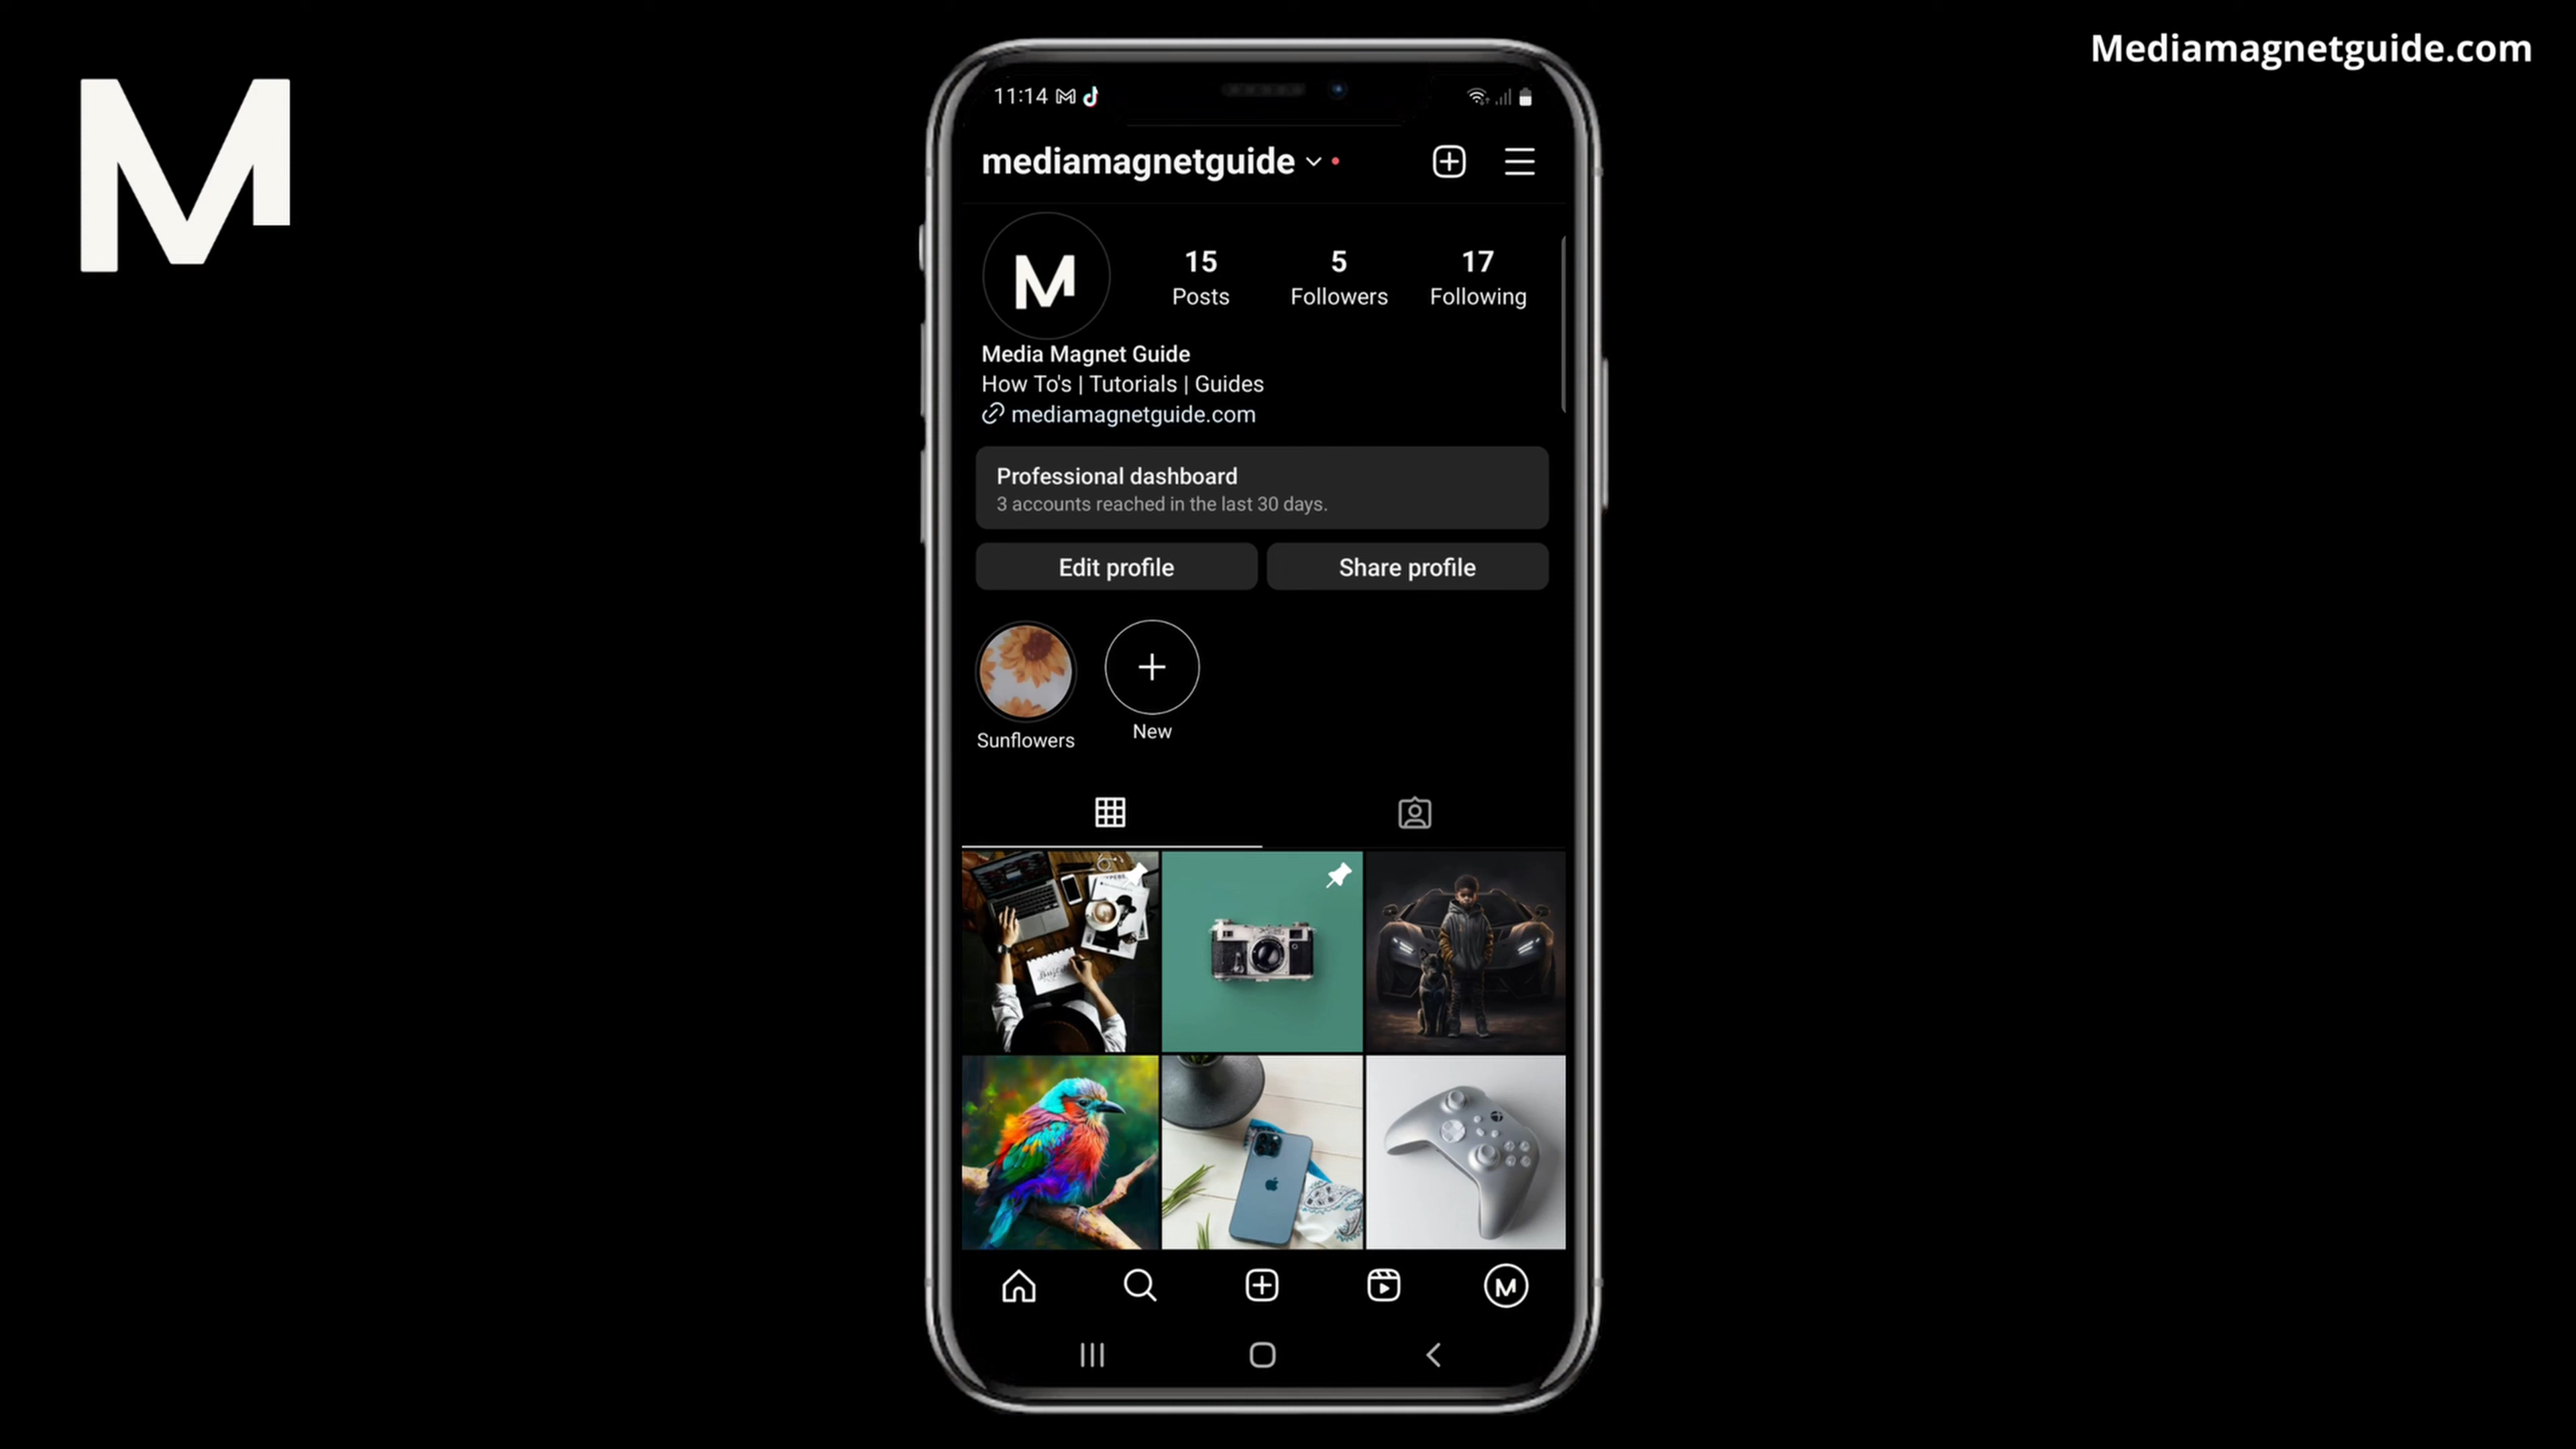 M
Mediamagnetguide.com
11:14
mediamagnetguide
M
15
Posts
5
Followers
17
Following
Media Magnet Guide
How To's | Tutorials | Guides
mediamagnetguide.com
Professional dashboard
3 accounts reached in the last 30 days.
Edit profile
Share profile
Sunflowers
New
M